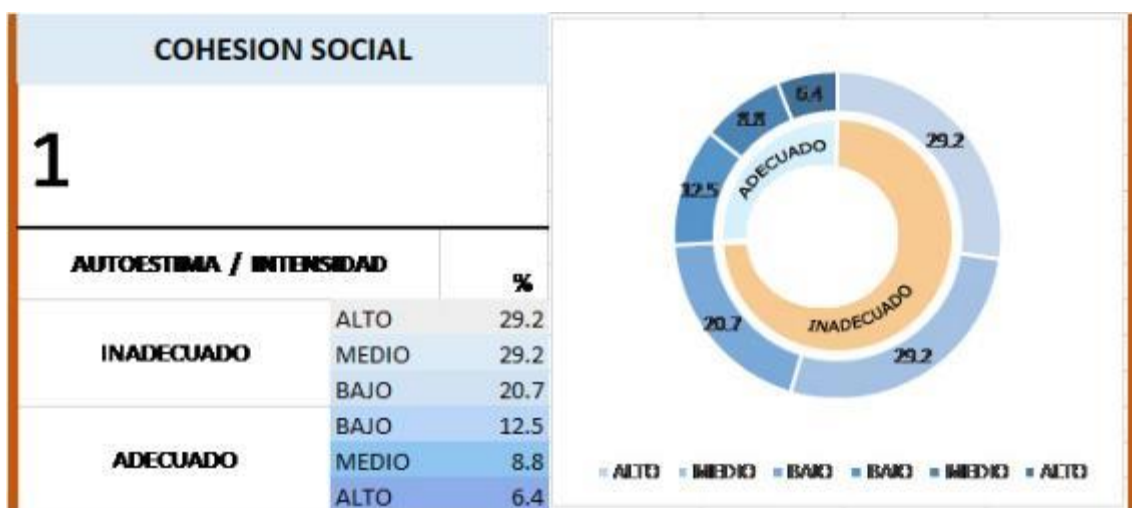 COHESION SOCIAL
1
AUTOESTIMA / INTENSIDAD %
INADECUADO
ALTO 29.2
MEDIO 29.2
BAJO 20.7
ADECUADO
BAJO 12.5
MEDIO 8.8
ALTO 6.4
6.4
8.8
29.2
ADECUADO
12.5
INADECUADO
20.7
29.2
ALTO MEDIO BAJO BAJO MEDIO ALTO